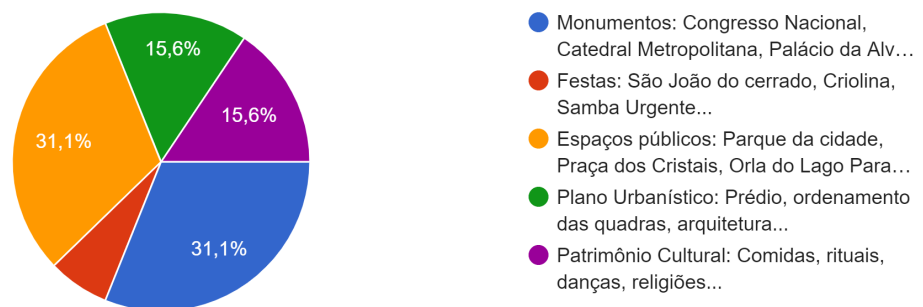 15,6%
15,6%
31,1%
31,1%
Monumentos: Congresso Nacional,
Catedral Metropolitana, Palácio da Alv…
Festas: São João do cerrado, Criolina,
Samba Urgente...
Espaços públicos: Parque da cidade,
Praça dos Cristais, Orla do Lago Para…
Plano Urbanístico: Prédio, ordenamento
das quadras, arquitetura...
Patrimônio Cultural: Comidas, rituais,
danças, religiões...